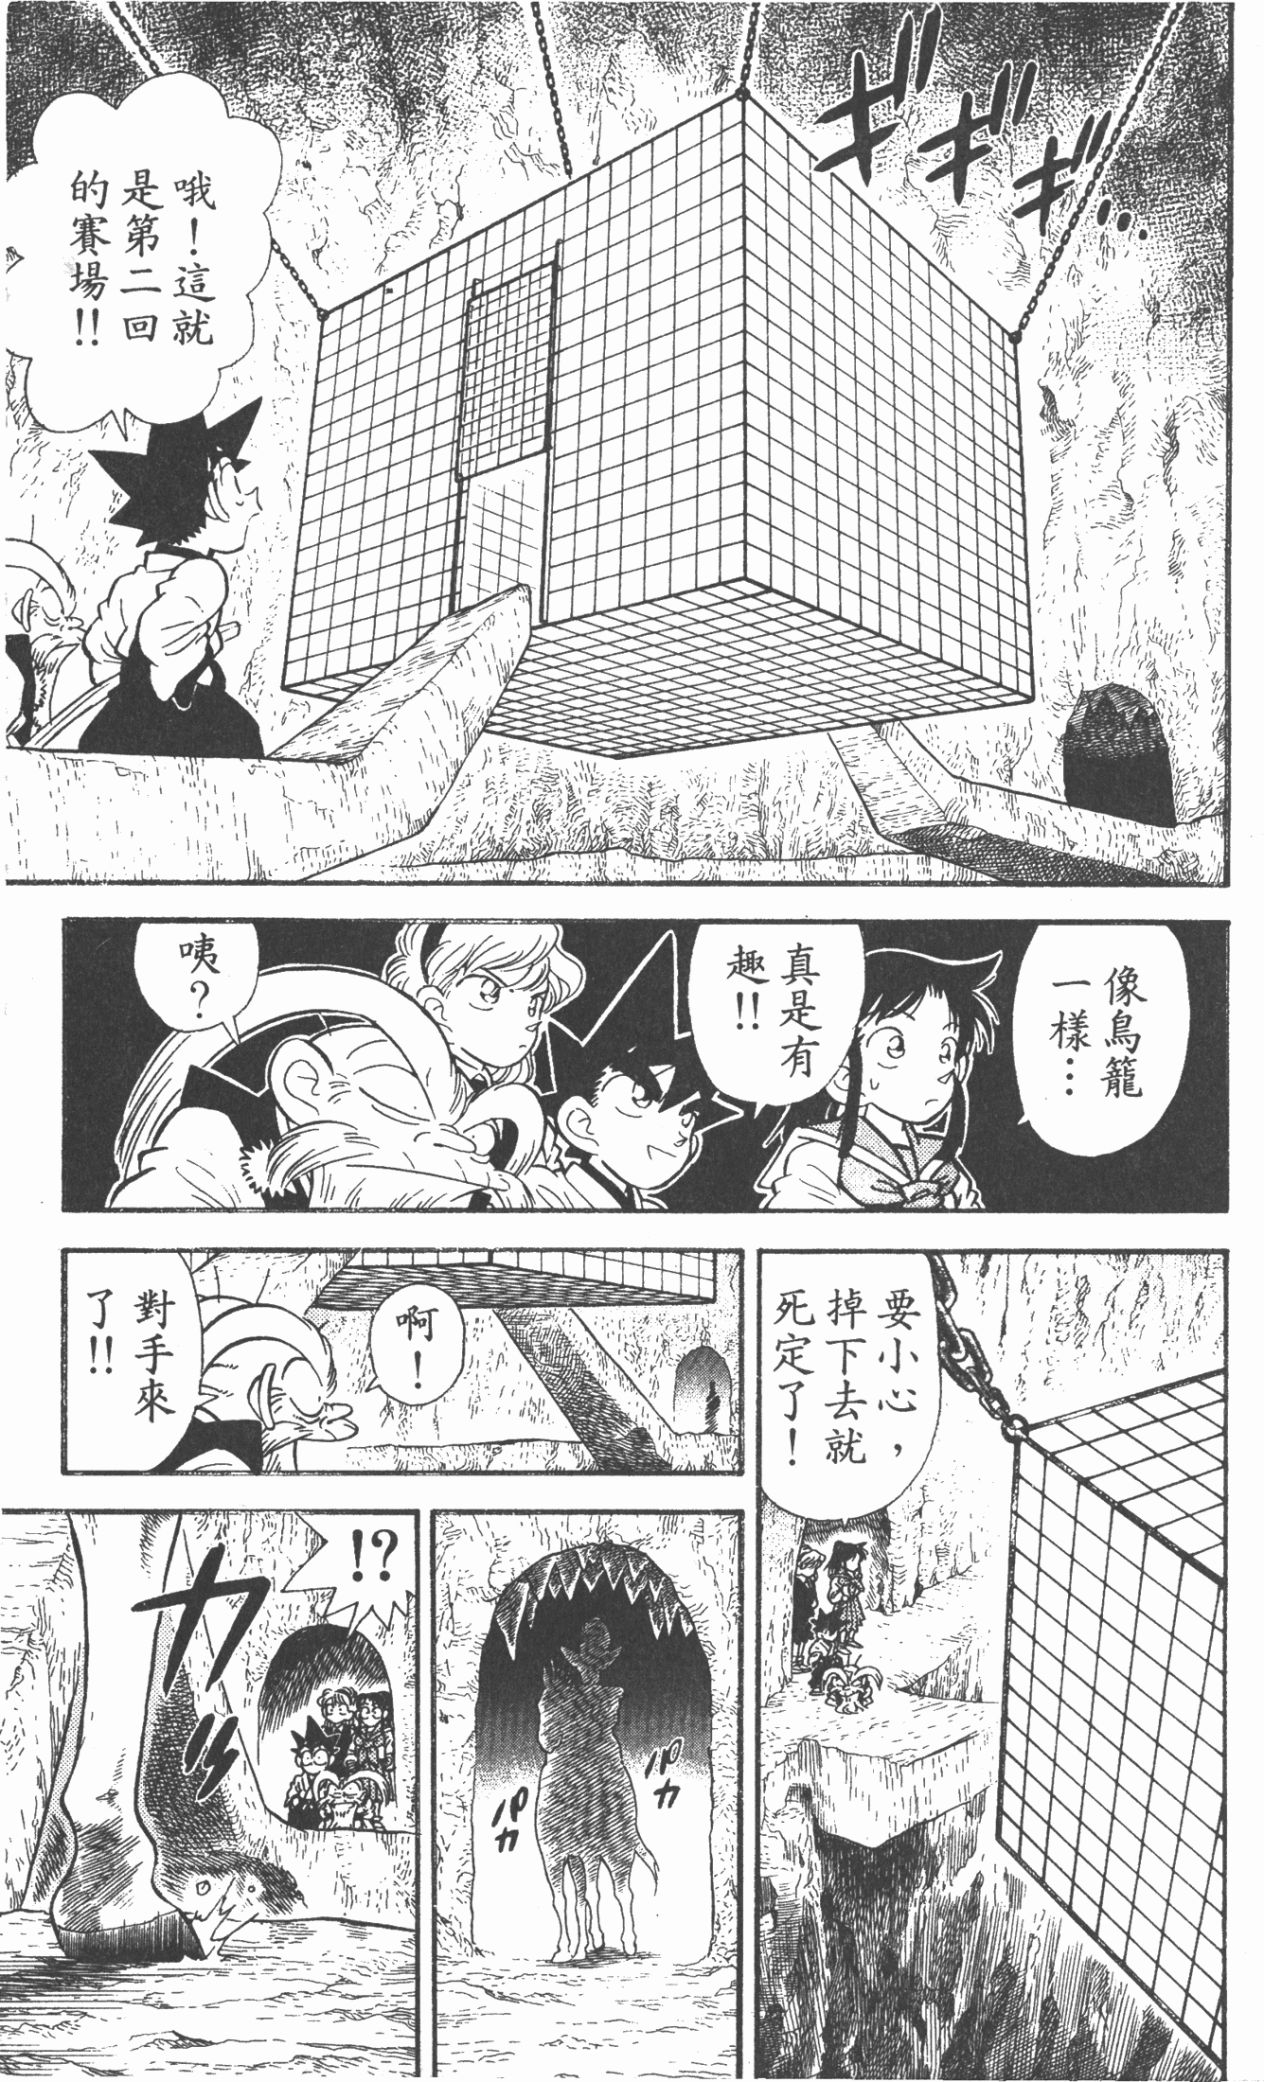 ギギギ…
哦！這就
是第二回
的賽場!!
像鳥籠
一樣…
真是有
趣!!
咦？
要小心，
掉下去就
死定了！
啊！
對手來
了!!
パカ
パカ
!?
カッ